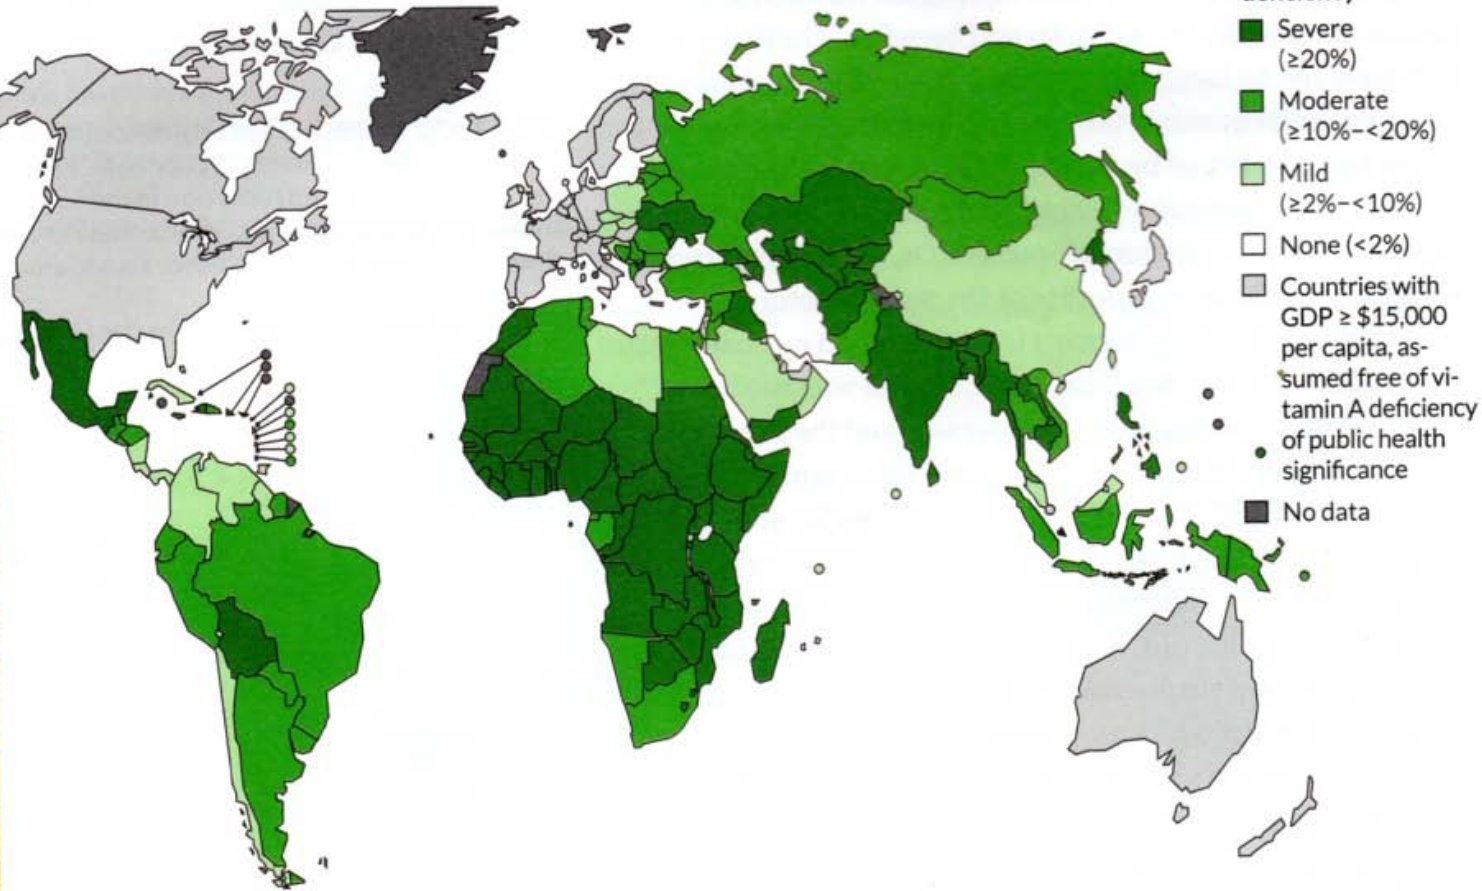 Severe
(≥20%)
Moderate
(≥10%–<20%)
Mild
(≥2%–<10%)
None (<2%)
Countries with
GDP ≥ $15,000
per capita, as-
sumed free of vi-
tamin A deficiency
of public health
significance
No data